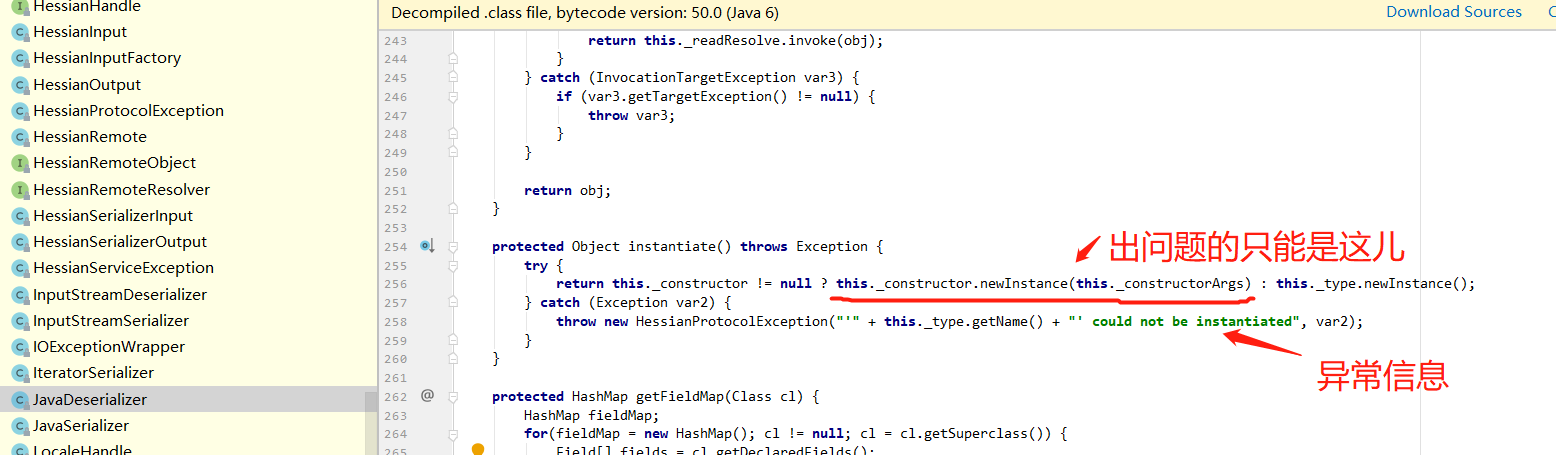 HessianHandle
HessianInput
HessianInputFactory
HessianOutput
HessianProtocolException
HessianRemote
HessianRemoteObject
HessianRemoteResolver
HessianSerializerInput
HessianSerializerOutput
HessianServiceException
InputStreamDeserializer
InputStreamSerializer
IOExceptionWrapper
IteratorSerializer
JavaDeserializer
JavaSerializer
LocaleHandle
Decompiled .class file, bytecode version: 50.0 (Java 6)
Download Sources
243 return this._readResolve.invoke(obj);
244 }
245 } catch (InvocationTargetException var3) {
246 if (var3.getTargetException() != null) {
247 throw var3;
248 }
249 }
250
251 return obj;
252 }
253
254 protected Object instantiate() throws Exception {
出问题的只能是这儿
255 try {
256 return this._constructor != null ? this._constructor.newInstance(this._constructorArgs) : this._type.newInstance();
257 } catch (Exception var2) {
258 throw new HessianProtocolException("'" + this._type.getName() + "' could not be instantiated", var2);
259 }
260 }
异常信息
261
262 @ protected HashMap getFieldMap(Class cl) {
263 HashMap fieldMap;
264 for(fieldMap = new HashMap(); cl != null; cl = cl.getSuperclass()) {
265 Field[] fields = cl.getDeclaredFields();